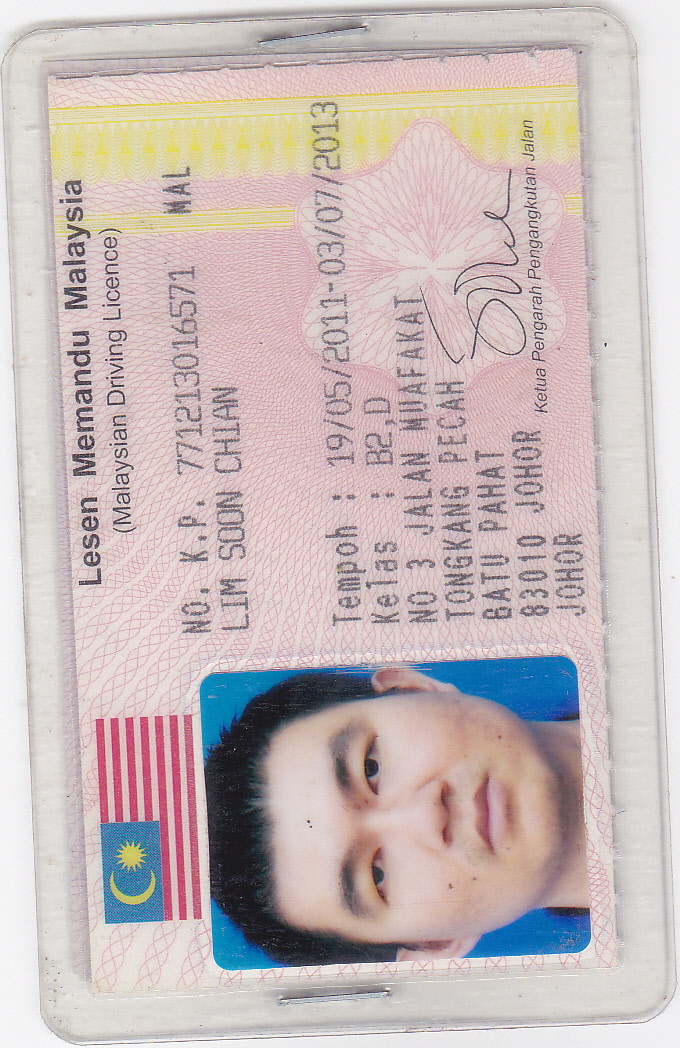 Lesen Memandu Malaysia
(Malaysian Driving Licence)
NO. K.P. 771213016571 MAL
LIM SOON CHIAN
Tempoh : 19/05/2011-03/07/2013
Kelas : B2,D
NO 3 JALAN MUAFAKAT
TONGKANG PECAH
BATU PAHAT
83010 JOHOR
JOHOR
Ketua Pengarah Pengangkutan Jalan